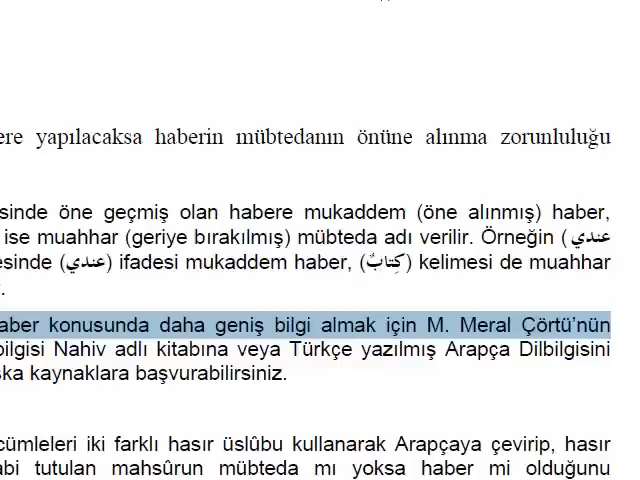 ere yapılacaksa haberin mübtedanın önüne alınma zorunluluğu
sinde öne geçmiş olan habere mukaddem (öne alınmış) haber,
ise muahhar (geriye bırakılmış) mübteda adı verilir. Örneğin (عندي
esinde (عندي) ifadesi mukaddem haber, (كِتابٌ) kelimesi de muahhar
.
aber konusunda daha geniş bilgi almak için M. Meral Çörtü’nün
bilgisi Nahiv adlı kitabına veya Türkçe yazılmış Arapça Dilbilgisini
ska kaynaklara başvurabilirsiniz.
cümleleri iki farklı hasır üslûbu kullanarak Arapçaya çevirip, hasır
abi tutulan mahsûrun mübteda mı yoksa haber mi olduğunu